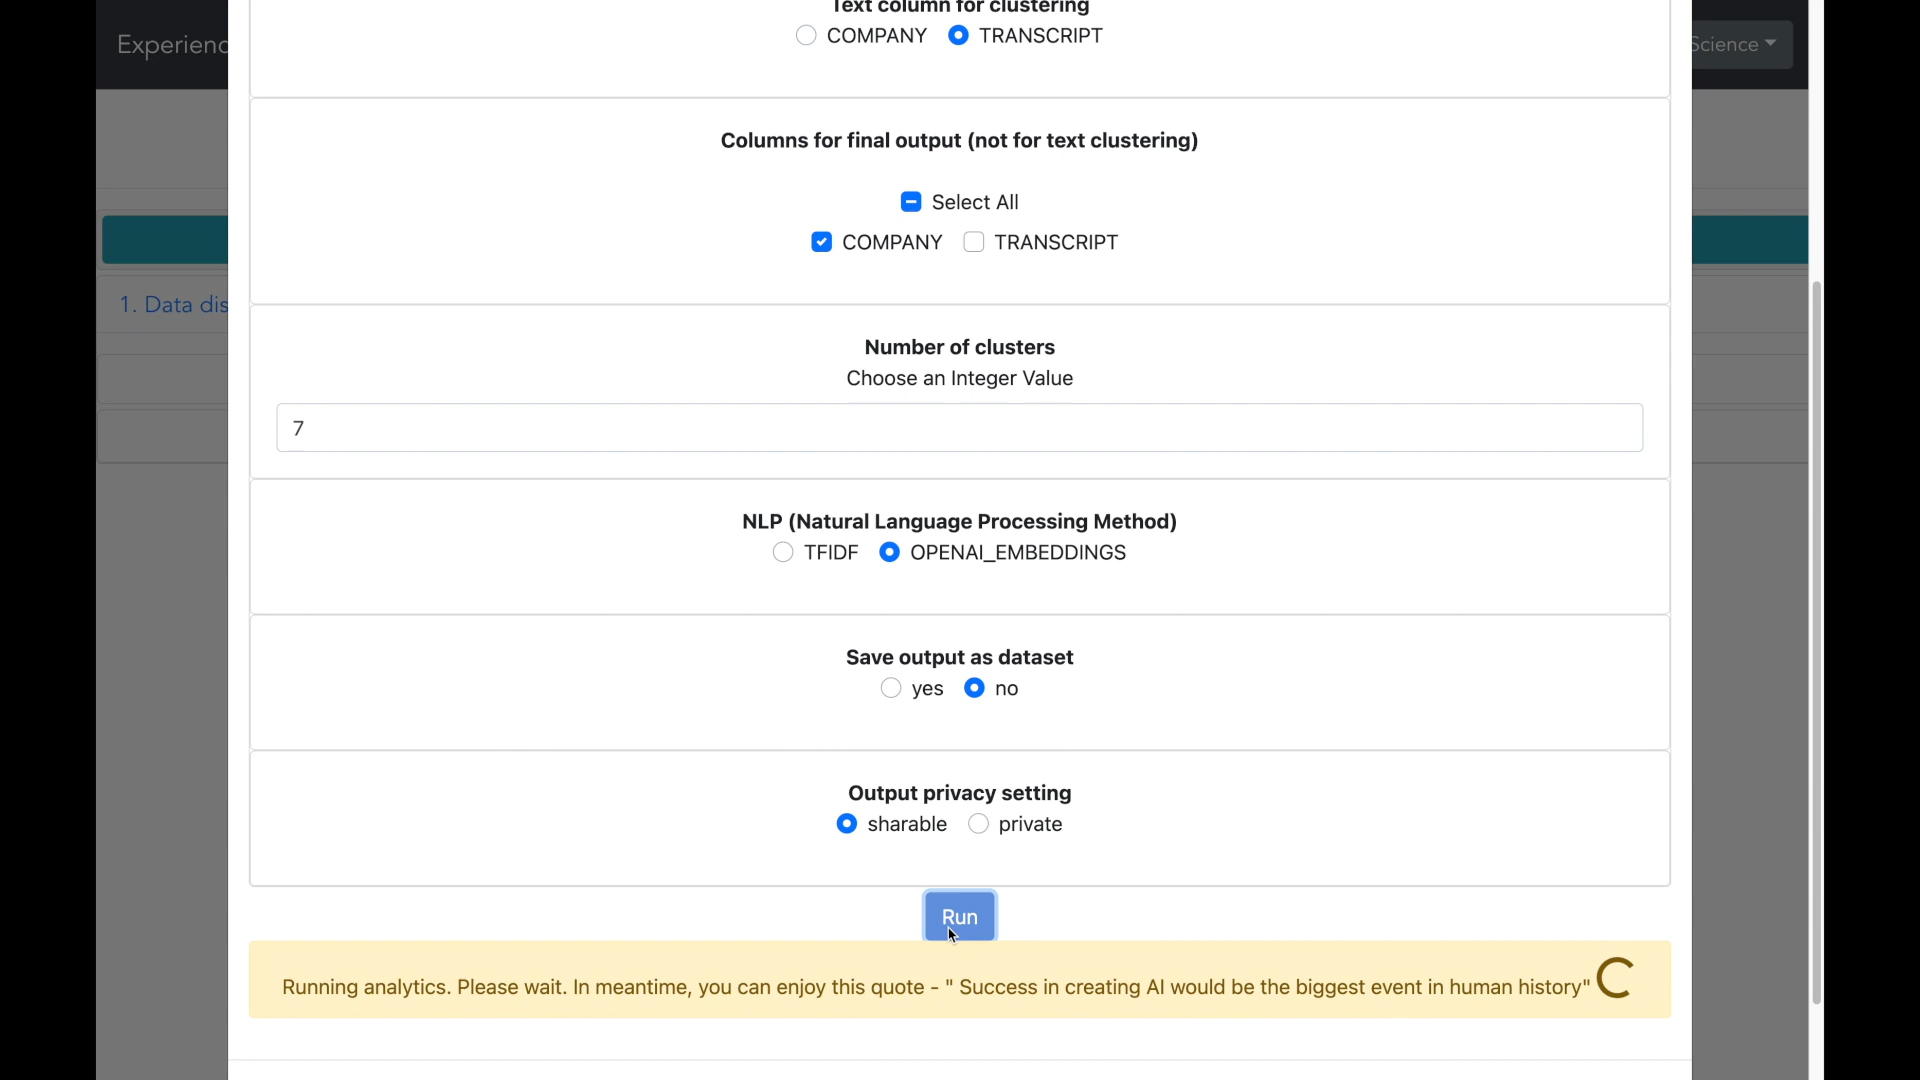 Text column for clustering
COMPANY TRANSCRIPT
Experienc
Science
Columns for final output (not for text clustering)
Select All
COMPANY TRANSCRIPT
1. Data dis
Number of clusters
Choose an Integer Value
7
NLP (Natural Language Processing Method)
TFIDF OPENAI_EMBEDDINGS
Save output as dataset
yes no
Output privacy setting
sharable private
Run
Running analytics. Please wait. In meantime, you can enjoy this quote - " Success in creating AI would be the biggest event in human history"